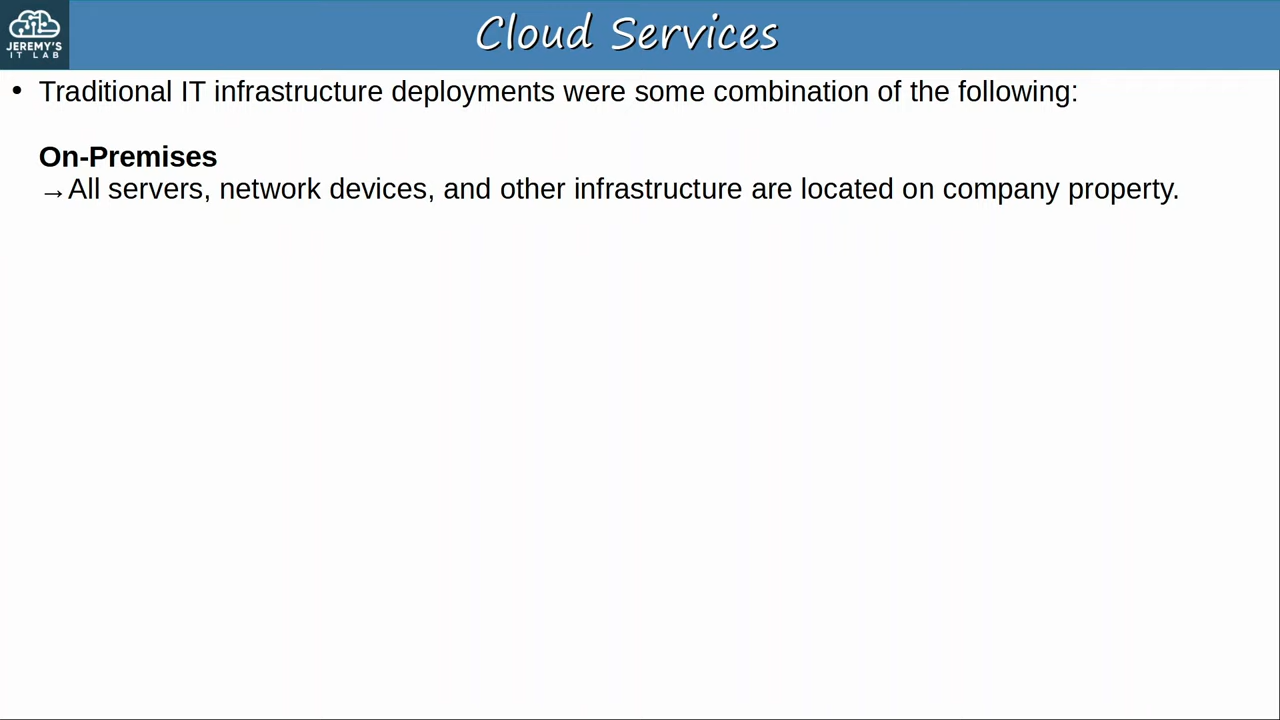 JEREMY'S
IT LAB
Cloud Services
• Traditional IT infrastructure deployments were some combination of the following:
On-Premises
→All servers, network devices, and other infrastructure are located on company property.